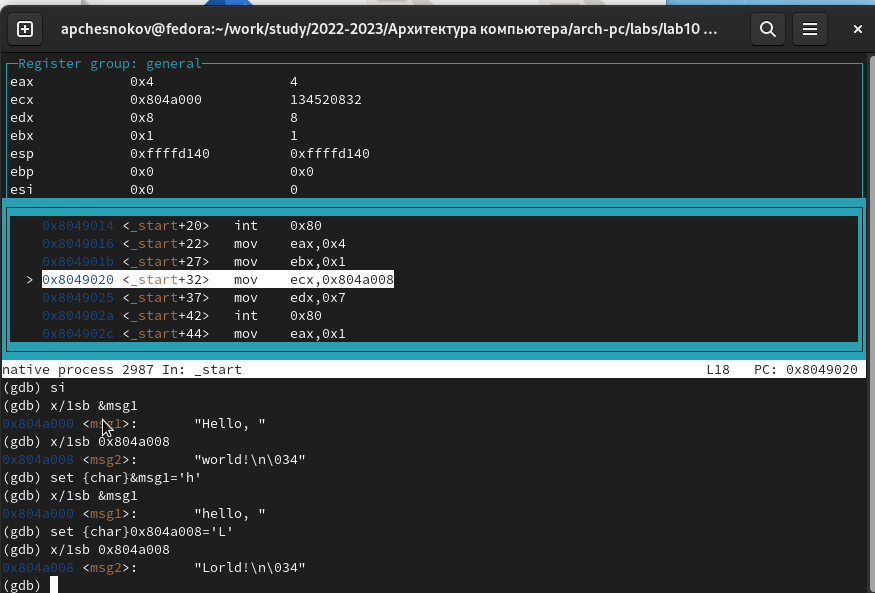 apchesnokov@fedora:~/work/study/2022-2023/Архитектура компьютера/arch-pc/labs/lab10 ...
Register group: general
eax 0x4 4
ecx 0x804a000 134520832
edx 0x8 8
ebx 0x1 1
esp 0xffffd140 0xffffd140
ebp 0x0 0x0
esi 0x0 0
0x8049014 <_start+20> int 0x80
0x8049016 <_start+22> mov eax,0x4
0x804901b <_start+27> mov ebx,0x1
> 0x8049020 <_start+32> mov ecx,0x804a008
0x8049025 <_start+37> mov edx,0x7
0x804902a <_start+42> int 0x80
0x804902c <_start+44> mov eax,0x1
native process 2987 In: _start L18 PC: 0x8049020
(gdb) si
(gdb) x/1sb &msg1
0x804a000 <msg1>: "Hello, "
(gdb) x/1sb 0x804a008
0x804a008 <msg2>: "world!\n\034"
(gdb) set {char}&msg1='h'
(gdb) x/1sb &msg1
0x804a000 <msg1>: "hello, "
(gdb) set {char}0x804a008='L'
(gdb) x/1sb 0x804a008
0x804a008 <msg2>: "Lorld!\n\034"
(gdb)